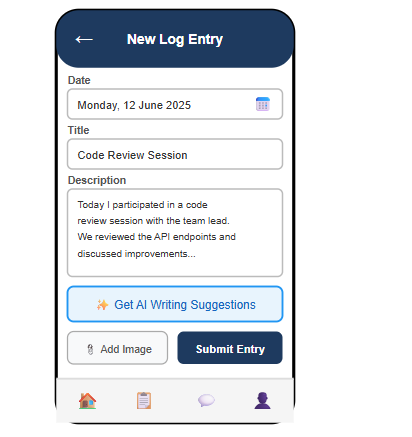 New Log Entry
Date
Monday, 12 June 2025
Title
Code Review Session
Description
Today I participated in a code
review session with the team lead.
We reviewed the API endpoints and
discussed improvements...
Get AI Writing Suggestions
Add Image
Submit Entry